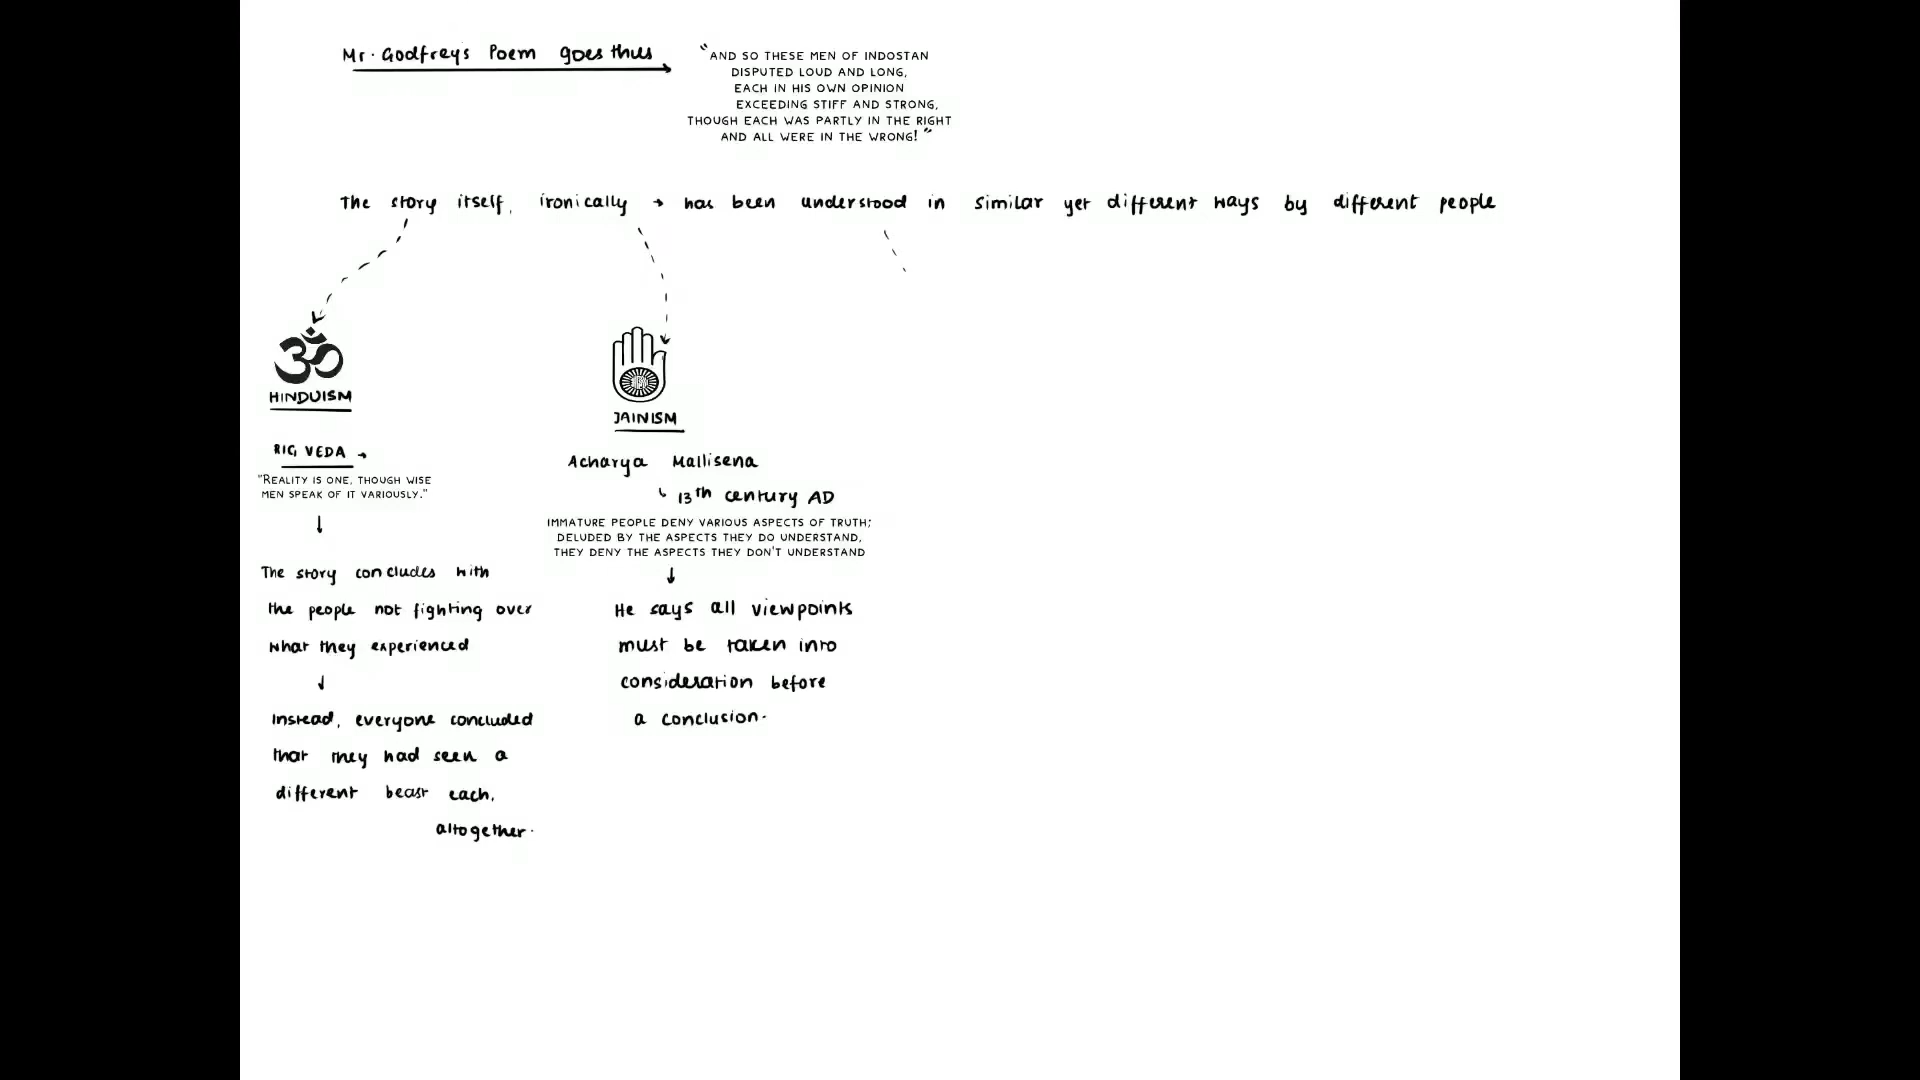 Mr. Godfreys Poem goes thus
"AND SO THESE MEN OF INDOSTAN
DISPUTED LOUD AND LONG,
EACH IN HIS OWN OPINION
EXCEEDING STIFF AND STRONG,
THOUGH EACH WAS PARTLY IN THE RIGHT
AND ALL WERE IN THE WRONG!"
The story itself, ironically → has been understood in similar yet different ways by different people
HINDUISM
RIG VEDA →
"REALITY IS ONE, THOUGH WISE
MEN SPEAK OF IT VARIOUSLY."
The story concludes with
the people not fighting over
what they experienced
Instead, everyone concluded
that they had seen a
different beast each,
altogether.
JAINISM
Acharya Mallisena
13th century AD
IMMATURE PEOPLE DENY VARIOUS ASPECTS OF TRUTH;
DELUDED BY THE ASPECTS THEY DO UNDERSTAND,
THEY DENY THE ASPECTS THEY DON'T UNDERSTAND
He says all viewpoints
must be taken into
consideration before
a conclusion.